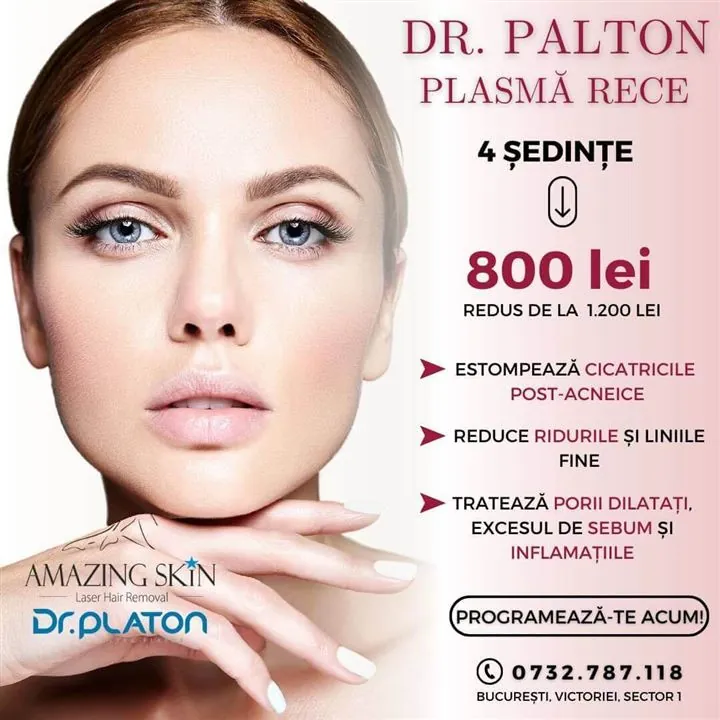 DR. PALTON
PLASMĂ RECE
4 ȘEDINȚE
800 lei
REDUS DE LA 1.200 LEI
ESTOMPEAZĂ CICATRICILE
POST-ACNEICE
REDUCE RIDURILE ȘI LINIILE
FINE
TRATEAZĂ PORII DILATAȚI,
EXCESUL DE SEBUM ȘI
INFLAMAȚIILE
AMAZING SKIN
Laser Hair Removal
Dr.PLATON
PROGRAMEAZĂ-TE ACUM!
0732.787.118
BUCUREȘTI, VICTORIEI, SECTOR 1